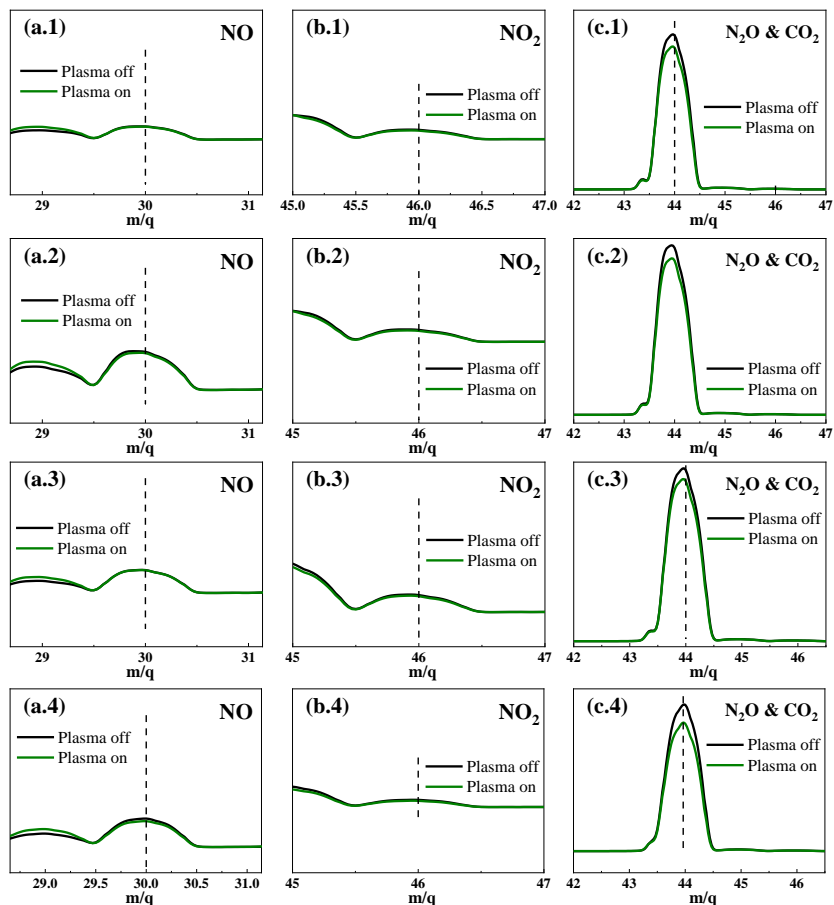 (a.1) NO
Plasma off
Plasma on
29 30 31
m/q
(b.1) NO₂
Plasma off
Plasma on
45.0 45.5 46.0 46.5 47.0
m/q
(c.1) N₂O & CO₂
Plasma off
Plasma on
42 43 44 45 46 47
m/q
(a.2) NO
Plasma off
Plasma on
29 30 31
m/q
(b.2) NO₂
Plasma off
Plasma on
45 46 47
m/q
(c.2) N₂O & CO₂
Plasma off
Plasma on
42 43 44 45 46 47
m/q
(a.3) NO
Plasma off
Plasma on
29 30 31
m/q
(b.3) NO₂
Plasma off
Plasma on
45 46 47
m/q
(c.3) N₂O & CO₂
Plasma off
Plasma on
42 43 44 45 46
m/q
(a.4) NO
Plasma off
Plasma on
29.0 29.5 30.0 30.5 31.0
m/q
(b.4) NO₂
Plasma off
Plasma on
45 46 47
m/q
(c.4) N₂O & CO₂
Plasma off
Plasma on
42 43 44 45 46
m/q